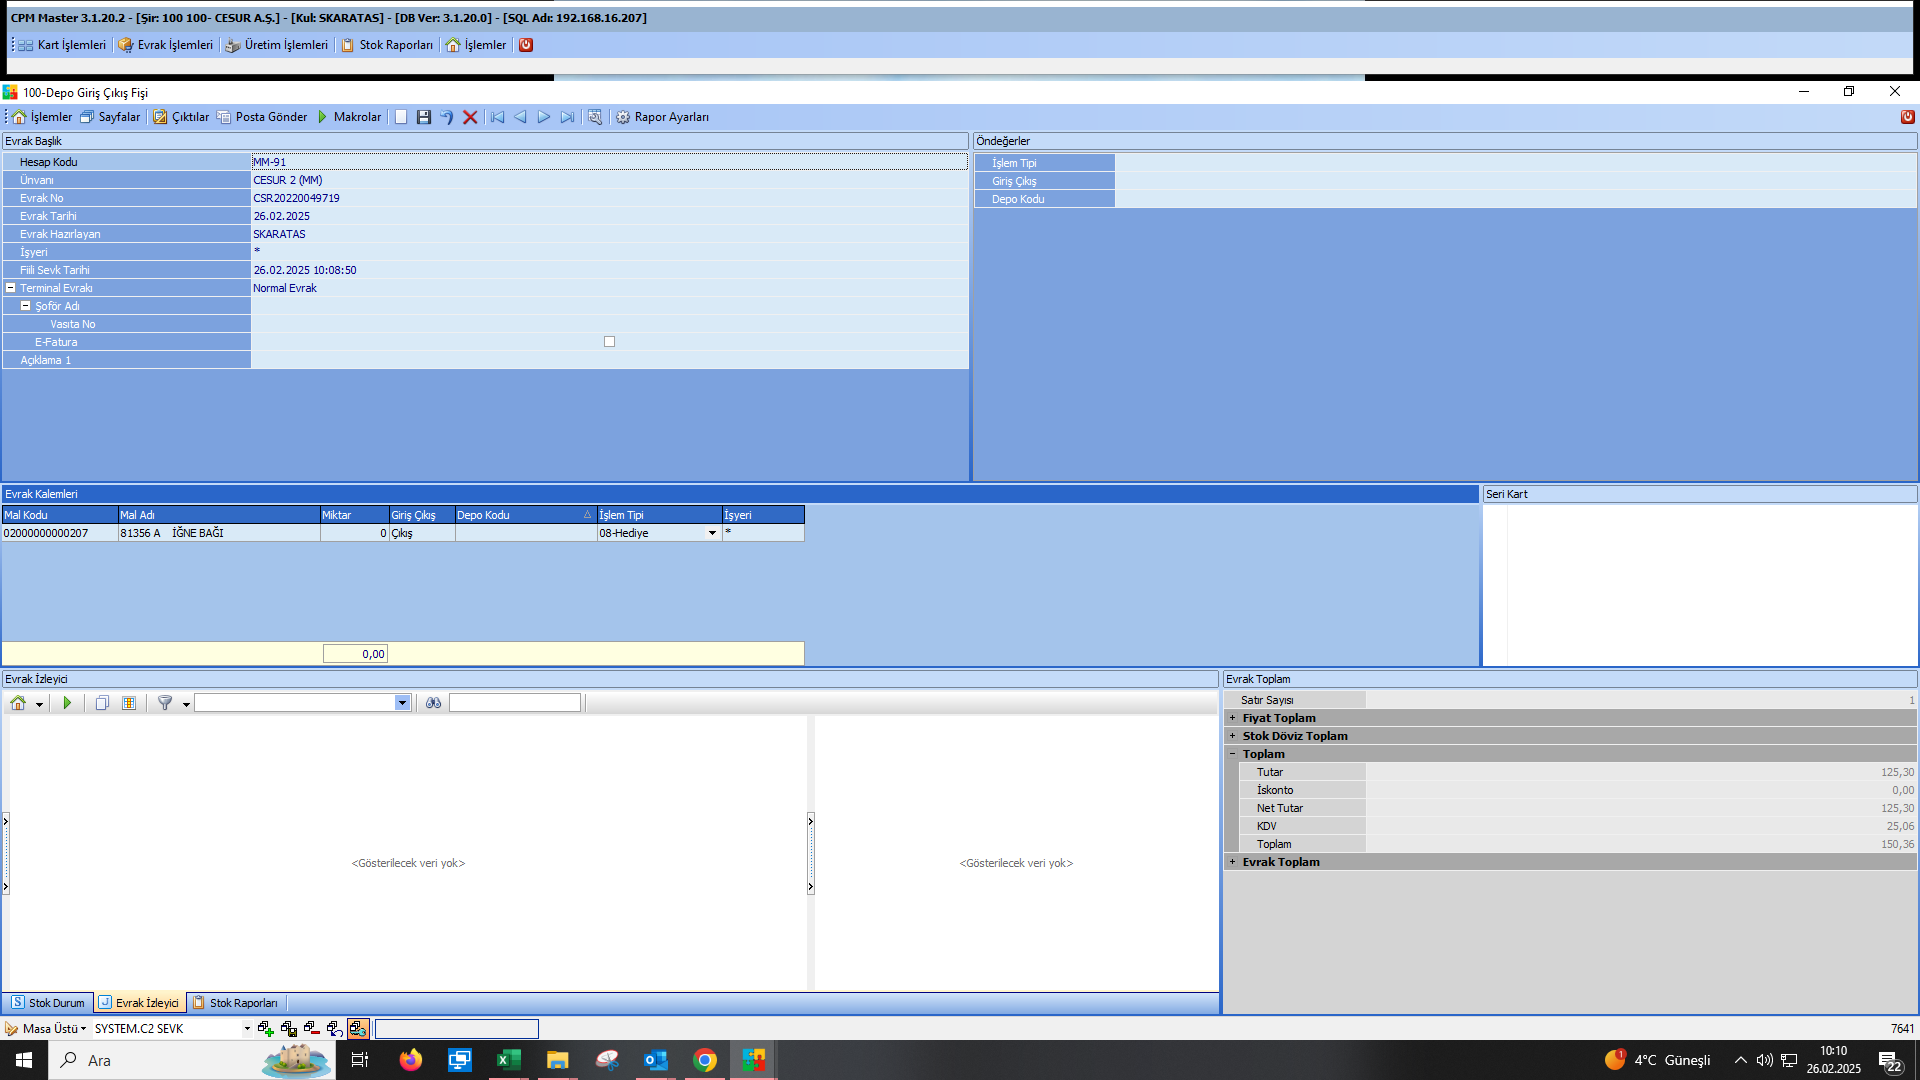 CPM Master 3.1.20.2 - [Şir: 100 100- CESUR A.Ş.] - [Kul: SKARATAS] - [DB Ver: 3.1.20.0] - [SQL Adı: 192.168.16.207]
Kart İşlemleri Evrak İşlemleri Üretim İşlemleri Stok Raporları İşlemler
100-Depo Giriş Çıkış Fişi
İşlemler Sayfalar Çıktılar Posta Gönder Makrolar Rapor Ayarları
Evrak Başlık
Hesap Kodu MM-91
Ünvanı CESUR 2 (MM)
Evrak No CSR20220049719
Evrak Tarihi 26.02.2025
Evrak Hazırlayan SKARATAS
İşyeri *
Fiili Sevk Tarihi 26.02.2025 10:08:50
Terminal Evrakı Normal Evrak
Şoför Adı
Vasıta No
E-Fatura
Açıklama 1
Öndeğerler
İşlem Tipi
Giriş Çıkış
Depo Kodu
Evrak Kalemleri
Mal Kodu Mal Adı Miktar Giriş Çıkış Depo Kodu İşlem Tipi İşyeri
02000000000207 81356 A İĞNE BAĞI 0 Çıkış 08-Hediye *
0,00
Seri Kart
Evrak İzleyici
<Gösterilecek veri yok> <Gösterilecek veri yok>
Evrak Toplam
Satır Sayısı 1
+ Fiyat Toplam
+ Stok Döviz Toplam
- Toplam
Tutar 125,30
İskonto 0,00
Net Tutar 125,30
KDV 25,06
Toplam 150,36
+ Evrak Toplam
S Stok Durum J Evrak İzleyici Stok Raporları
Masa Üstü SYSTEM.C2 SEVK 7641
Ara 1 4°C Güneşli 10:10
26.02.2025 22